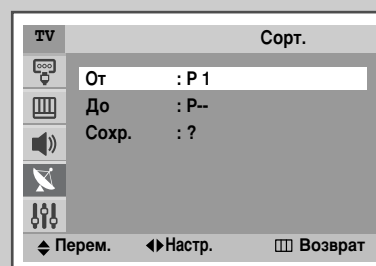 TV Сорт.
От : P 1
До : P--
Сохр. : ?
Перем. Настр. Возврат